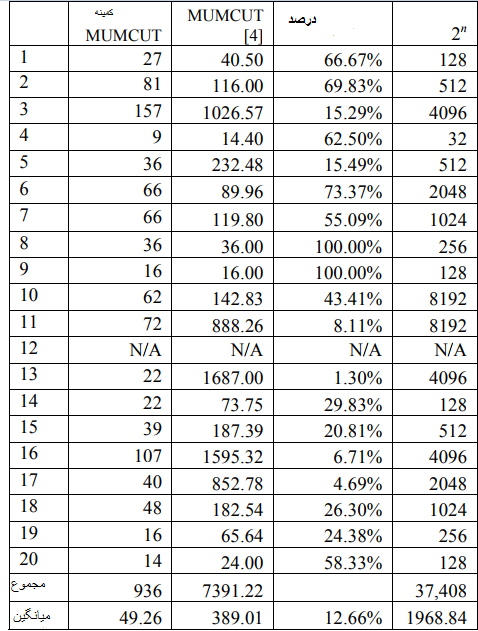 کمینه MUMCUT	MUMCUT [4]	درصد	2ⁿ
1	27	40.50	66.67%	128
2	81	116.00	69.83%	512
3	157	1026.57	15.29%	4096
4	9	14.40	62.50%	32
5	36	232.48	15.49%	512
6	66	89.96	73.37%	2048
7	66	119.80	55.09%	1024
8	36	36.00	100.00%	256
9	16	16.00	100.00%	128
10	62	142.83	43.41%	8192
11	72	888.26	8.11%	8192
12	N/A	N/A	N/A	N/A
13	22	1687.00	1.30%	4096
14	22	73.75	29.83%	128
15	39	187.39	20.81%	512
16	107	1595.32	6.71%	4096
17	40	852.78	4.69%	2048
18	48	182.54	26.30%	1024
19	16	65.64	24.38%	256
20	14	24.00	58.33%	128
مجموع	936	7391.22		37,408
میانگین	49.26	389.01	12.66%	1968.84